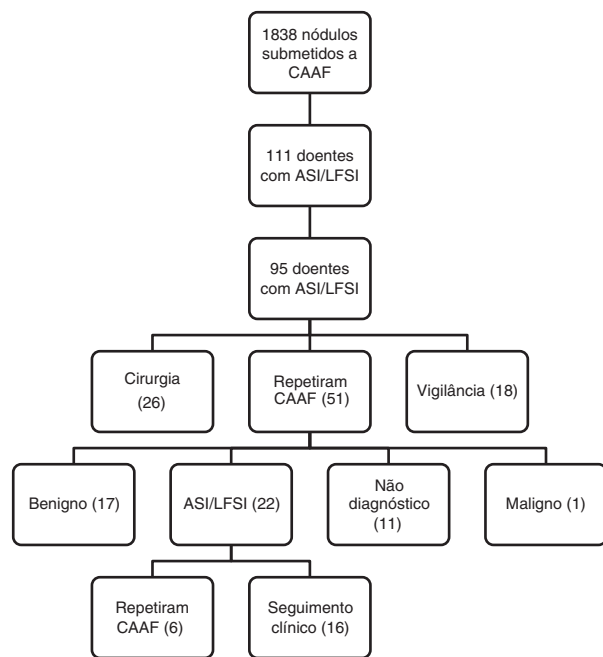 1838 nódulos
submetidos a
CAAF
111 doentes
com ASI/LFSI
95 doentes
com ASI/LFSI
Cirurgia
(26)
Repetiram
CAAF (51)
Vigilância (18)
Benigno (17)
ASI/LFSI (22)
Não
diagnóstico
(11)
Maligno (1)
Repetiram
CAAF (6)
Seguimento
clínico (16)